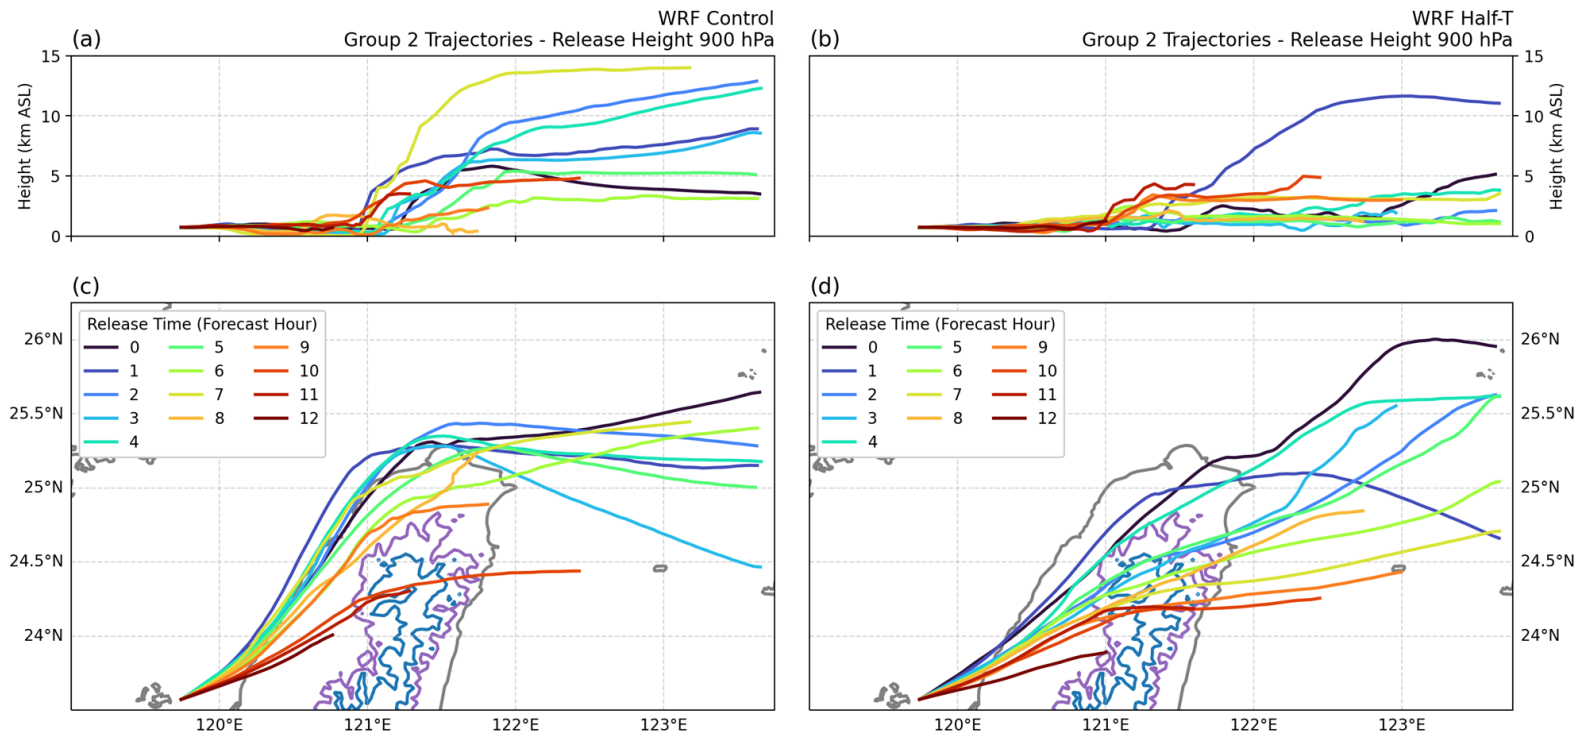 WRF Control
(a)
Group 2 Trajectories - Release Height 900 hPa
15
10
5
0
Height (km ASL)
WRF Half-T
(b)
Group 2 Trajectories - Release Height 900 hPa
15
10
5
0
Height (km ASL)
(c)
Release Time (Forecast Hour)
0 5 9
1 6 10
2 7 11
3 8 12
4
26°N
25.5°N
25°N
24.5°N
24°N
120°E 121°E 122°E 123°E
(d)
Release Time (Forecast Hour)
0 5 9
1 6 10
2 7 11
3 8 12
4
26°N
25.5°N
25°N
24.5°N
24°N
120°E 121°E 122°E 123°E